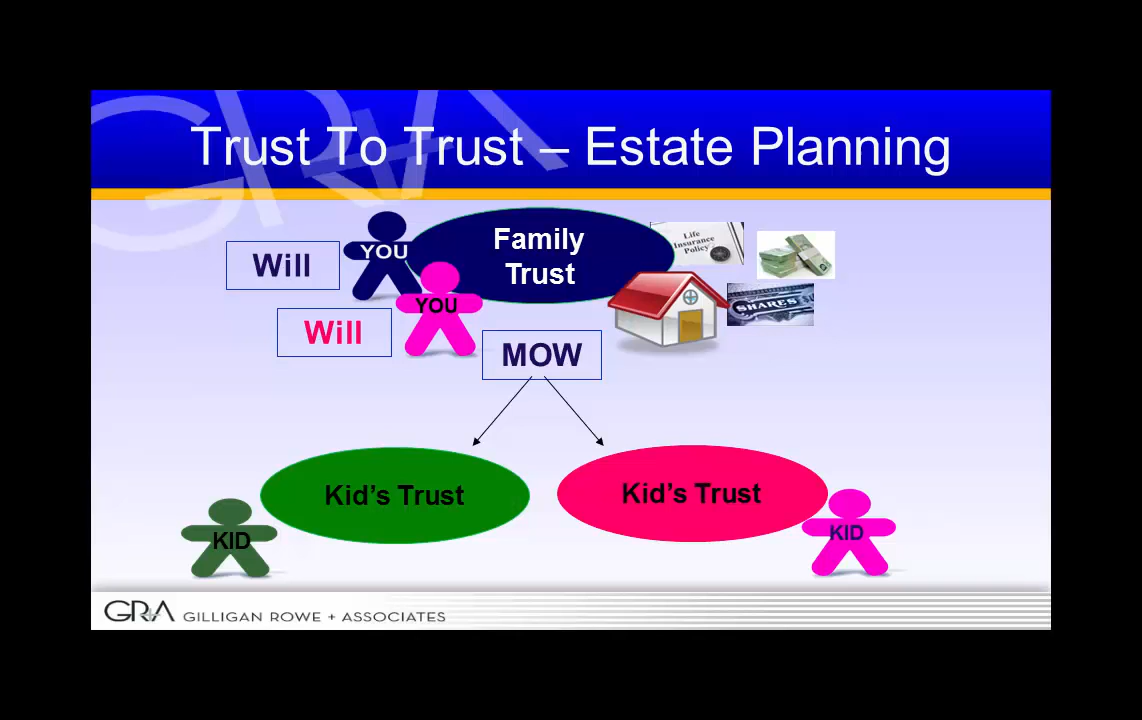 GRA
Trust To Trust – Estate Planning
Family
Trust
YOU
Will
Life
Insurance
Policy
SHARES
YOU
Will
MOW
Kid's Trust
Kid's Trust
KID
KID
GRA GILLIGAN ROWE + ASSOCIATES